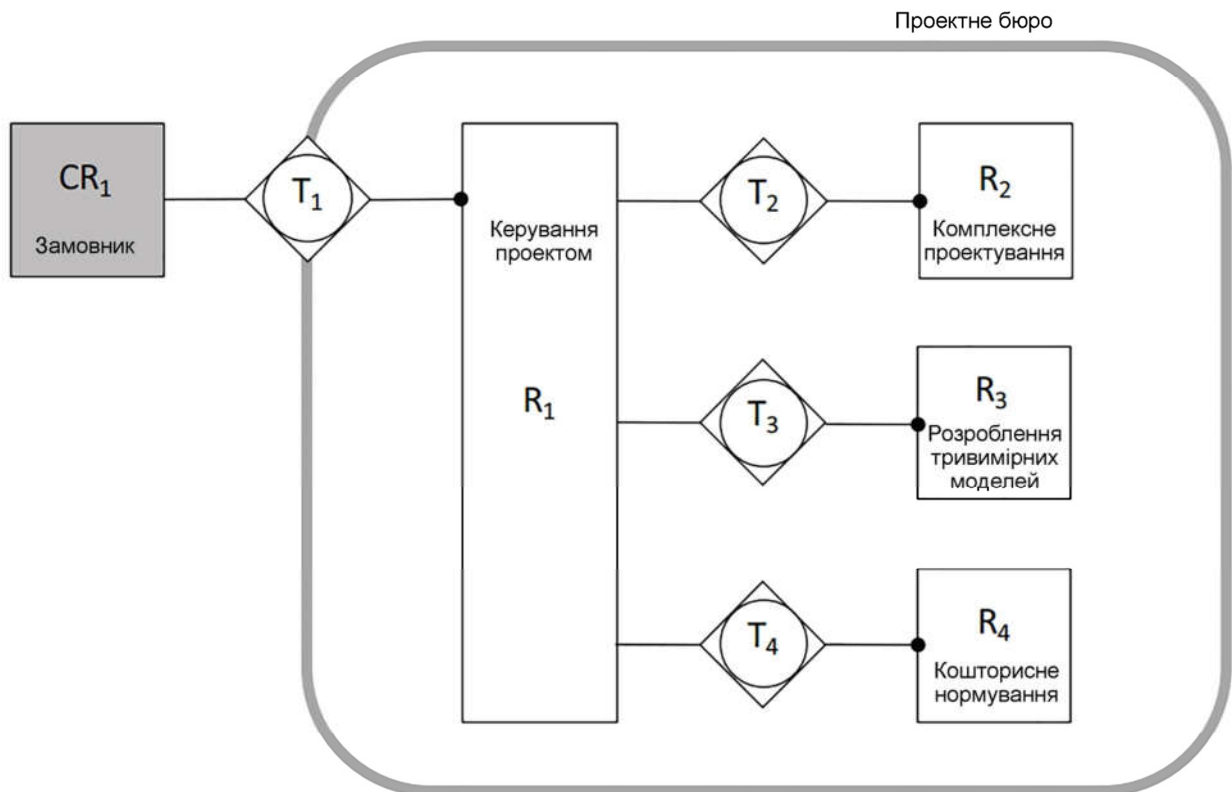 Проектне бюро
CR₁
Замовник
T₁
Керування
проектом
R₁
T₂
R₂
Комплексне
проектування
T₃
R₃
Розроблення
тривимірних
моделей
T₄
R₄
Кошторисне
нормування